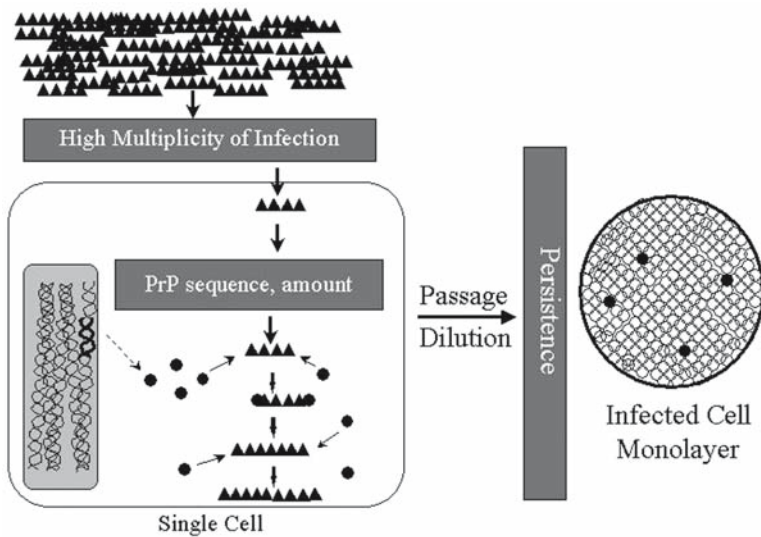 High Multiplicity of Infection
PrP sequence, amount
Single Cell
Passage
Dilution
Persistence
Infected Cell
Monolayer